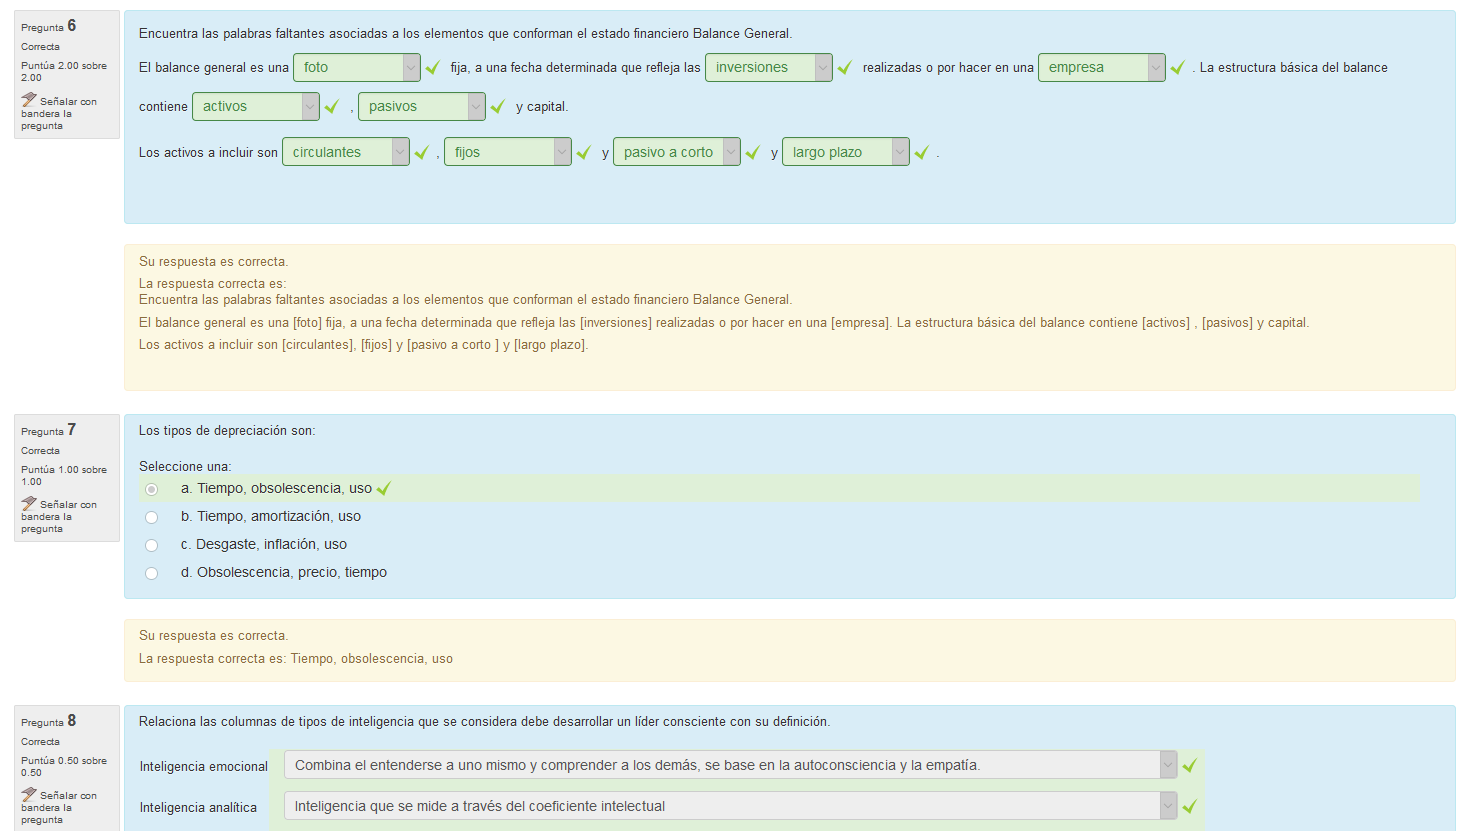 Pregunta 6
Correcta
Puntúa 2.00 sobre
2.00
Señalar con
bandera la
pregunta
Encuentra las palabras faltantes asociadas a los elementos que conforman el estado financiero Balance General.
El balance general es una foto fija, a una fecha determinada que refleja las inversiones realizadas o por hacer en una empresa . La estructura básica del balance
contiene activos , pasivos y capital.
Los activos a incluir son circulantes , fijos y pasivo a corto y largo plazo .
Su respuesta es correcta.
La respuesta correcta es:
Encuentra las palabras faltantes asociadas a los elementos que conforman el estado financiero Balance General.
El balance general es una [foto] fija, a una fecha determinada que refleja las [inversiones] realizadas o por hacer en una [empresa]. La estructura básica del balance contiene [activos] , [pasivos] y capital.
Los activos a incluir son [circulantes], [fijos] y [pasivo a corto ] y [largo plazo].
Pregunta 7
Correcta
Puntúa 1.00 sobre
1.00
Señalar con
bandera la
pregunta
Los tipos de depreciación son:
Seleccione una:
a. Tiempo, obsolescencia, uso
b. Tiempo, amortización, uso
c. Desgaste, inflación, uso
d. Obsolescencia, precio, tiempo
Su respuesta es correcta.
La respuesta correcta es: Tiempo, obsolescencia, uso
Pregunta 8
Correcta
Puntúa 0.50 sobre
0.50
Señalar con
bandera la
pregunta
Relaciona las columnas de tipos de inteligencia que se considera debe desarrollar un líder consciente con su definición.
Inteligencia emocional Combina el entenderse a uno mismo y comprender a los demás, se base en la autoconsciencia y la empatía.
Inteligencia analítica Inteligencia que se mide a través del coeficiente intelectual